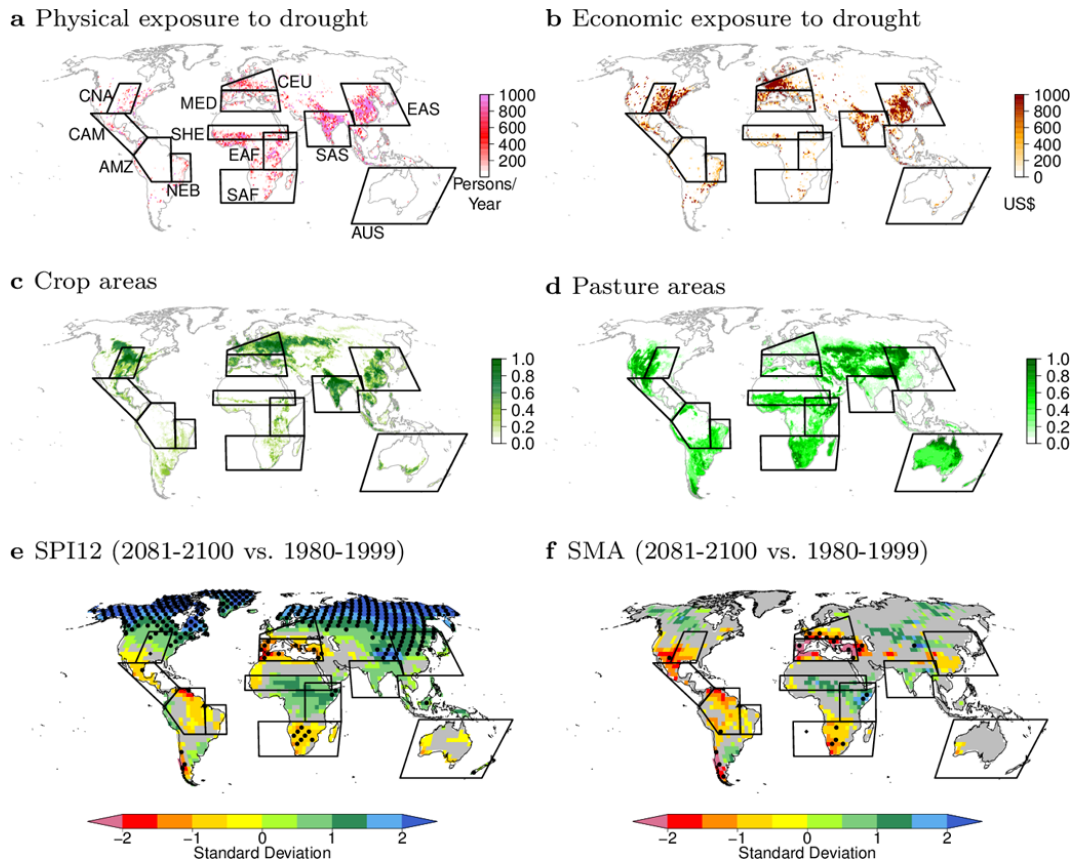 a Physical exposure to drought
b Economic exposure to drought
CNA
CAM
AMZ
NEB
MED
SHE
EAF
SAF
CEU
SAS
EAS
AUS
1000
800
600
400
200
Persons/
Year
1000
800
600
400
200
0
US$
c Crop areas
d Pasture areas
1.0
0.8
0.6
0.4
0.2
0.0
1.0
0.8
0.6
0.4
0.2
0.0
e SPI12 (2081-2100 vs. 1980-1999)
f SMA (2081-2100 vs. 1980-1999)
−2 −1 0 1 2
Standard Deviation
−2 −1 0 1 2
Standard Deviation